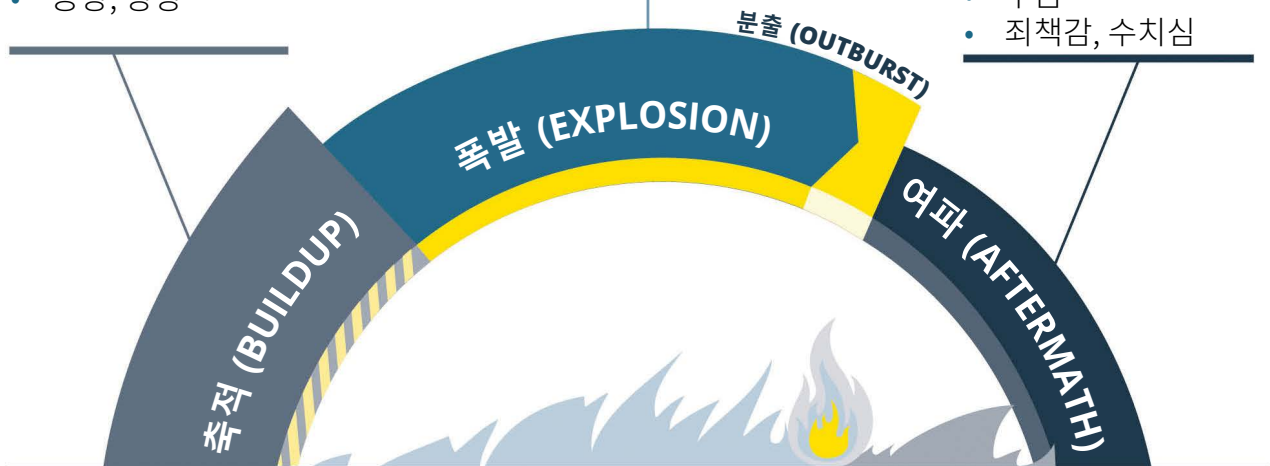 • 죄책감, 수치심
분출 (OUTBURST)
폭발 (EXPLOSION)
여파 (AFTERMATH)
축적 (BUILDUP)